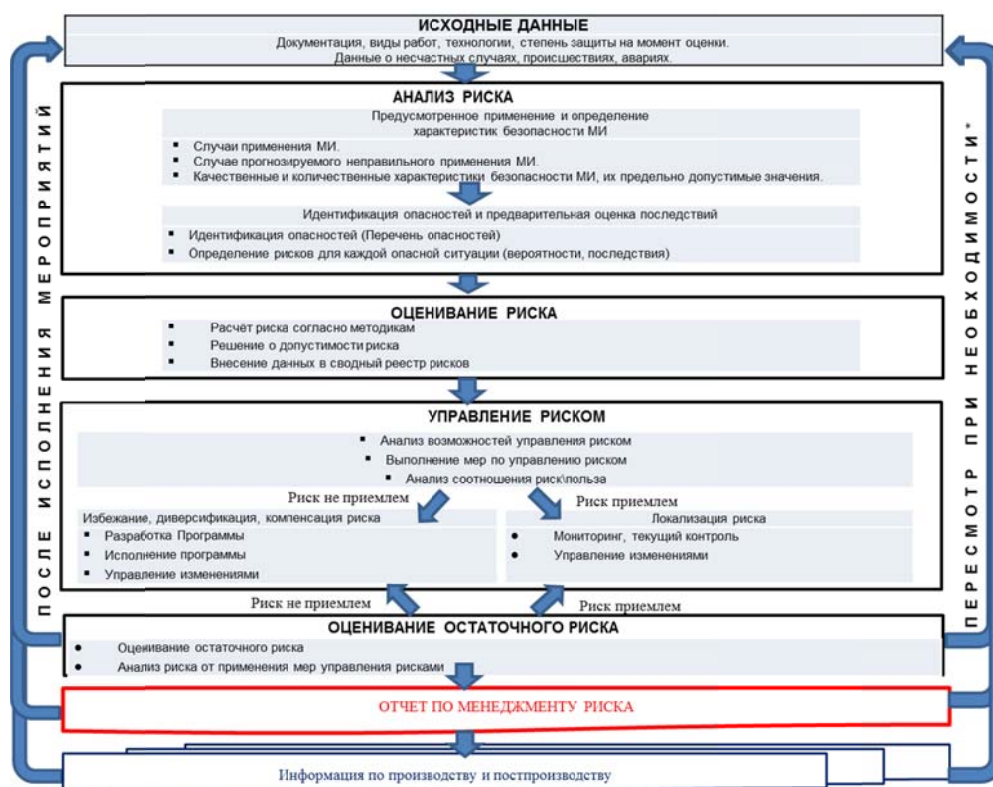 ИСХОДНЫЕ ДАННЫЕ
Документация, виды работ, технологии, степень защиты на момент оценки.
Данные о несчастных случаях, происшествиях, авариях.
АНАЛИЗ РИСКА
Предусмотренное применение и определение
характеристик безопасности МИ
▪ Случаи применения МИ.
▪ Случае прогнозируемого неправильного применения МИ.
▪ Качественные и количественные характеристики безопасности МИ, их предельно допустимые значения.
Идентификация опасностей и предварительная оценка последствий
▪ Идентификация опасностей (Перечень опасностей)
▪ Определение рисков для каждой опасной ситуации (вероятности, последствия)
ОЦЕНИВАНИЕ РИСКА
▪ Расчёт риска согласно методикам
▪ Решение о допустимости риска
▪ Внесение данных в сводный реестр рисков
УПРАВЛЕНИЕ РИСКОМ
▪ Анализ возможностей управления риском
▪ Выполнение мер по управлению риском
▪ Анализ соотношения риск\польза
Риск не приемлем
Риск приемлем
Избежание, диверсификация, компенсация риска
▪ Разработка Программы
▪ Исполнение программы
▪ Управление изменениями
Локализация риска
● Мониторинг, текущий контроль
● Управление изменениями
Риск не приемлем
Риск приемлем
ОЦЕНИВАНИЕ ОСТАТОЧНОГО РИСКА
● Оценивание остаточного риска
● Анализ риска от применения мер управления рисками
ОТЧЕТ ПО МЕНЕДЖМЕНТУ РИСКА
Информация по производству и постпроизводству
ПОСЛЕ ИСПОЛНЕНИЯ МЕРОПРИЯТИЙ
ПЕРЕСМОТР ПРИ НЕОБХОДИМОСТИ*